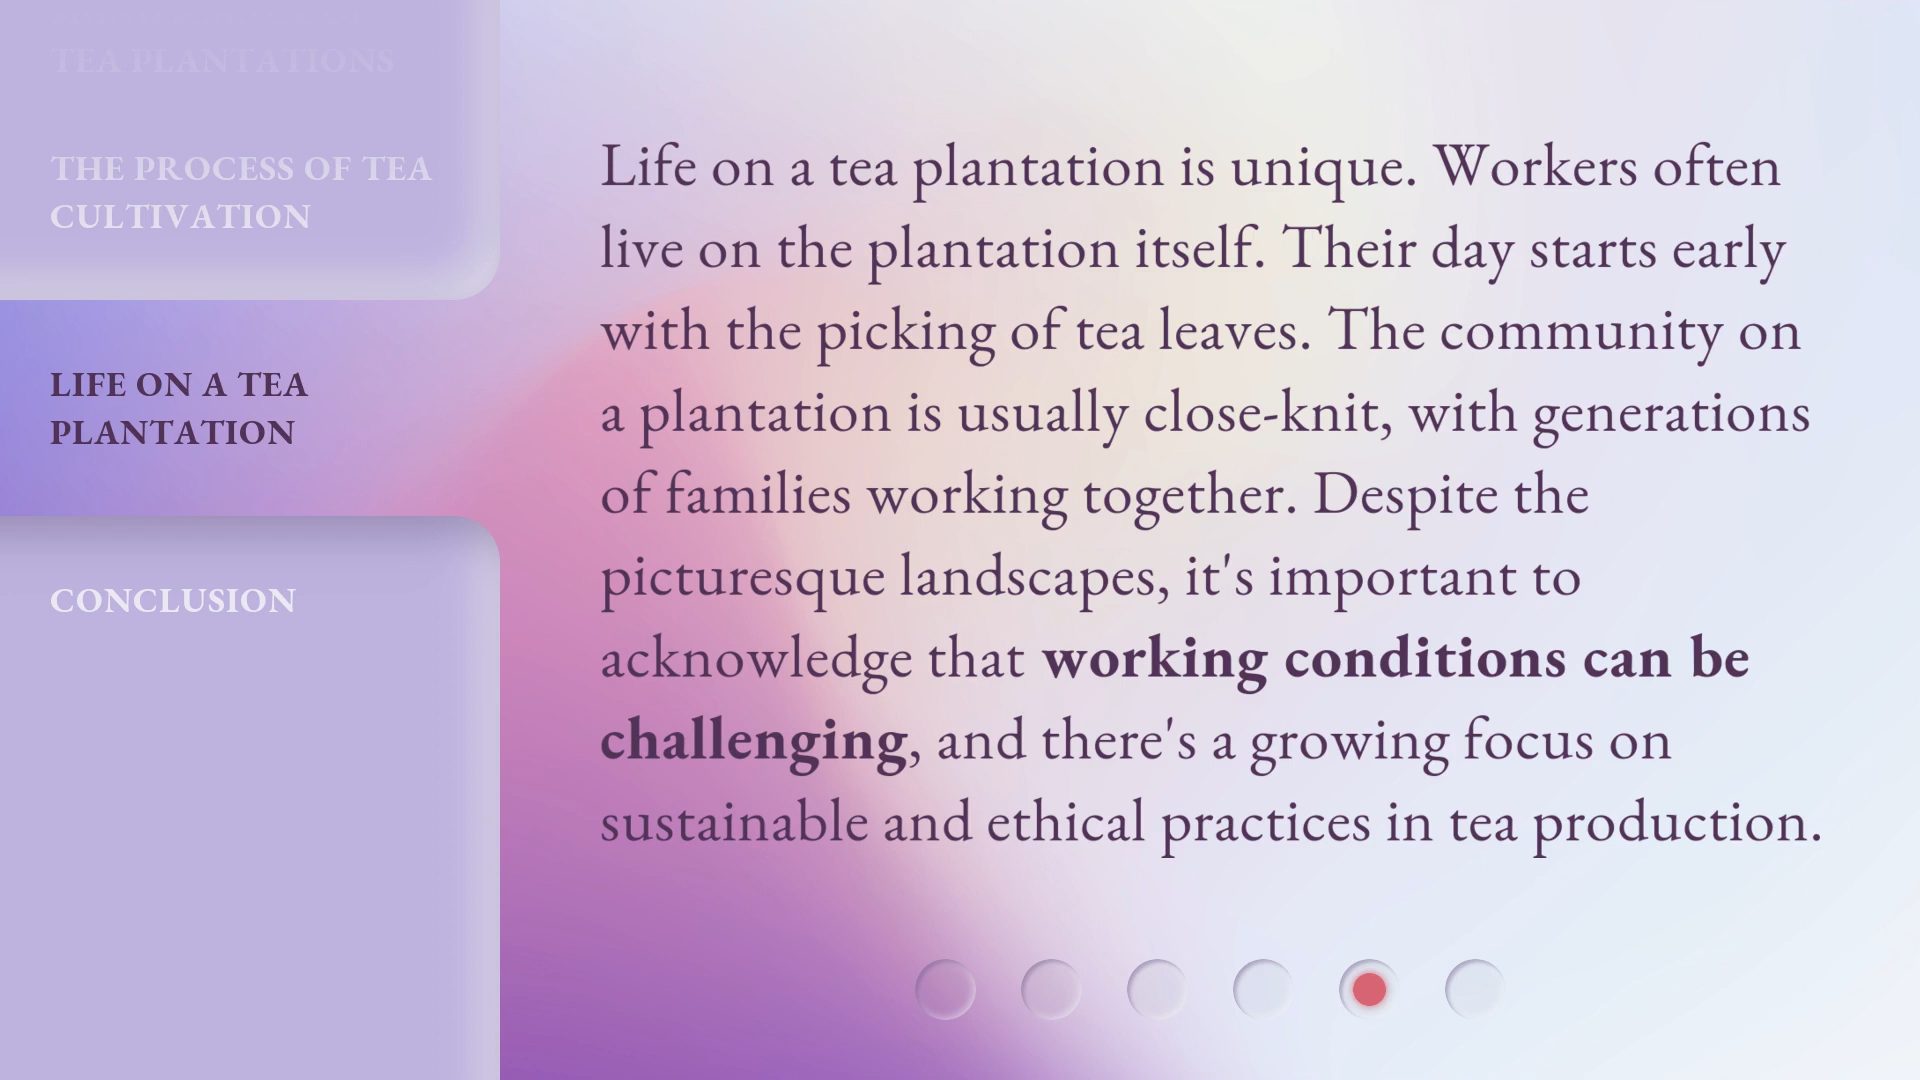 TEA PLANTATIONS
THE PROCESS OF TEA
CULTIVATION
LIFE ON A TEA
PLANTATION
CONCLUSION
Life on a tea plantation is unique. Workers often
live on the plantation itself. Their day starts early
with the picking of tea leaves. The community on
a plantation is usually close-knit, with generations
of families working together. Despite the
picturesque landscapes, it's important to
acknowledge that working conditions can be
challenging, and there's a growing focus on
sustainable and ethical practices in tea production.